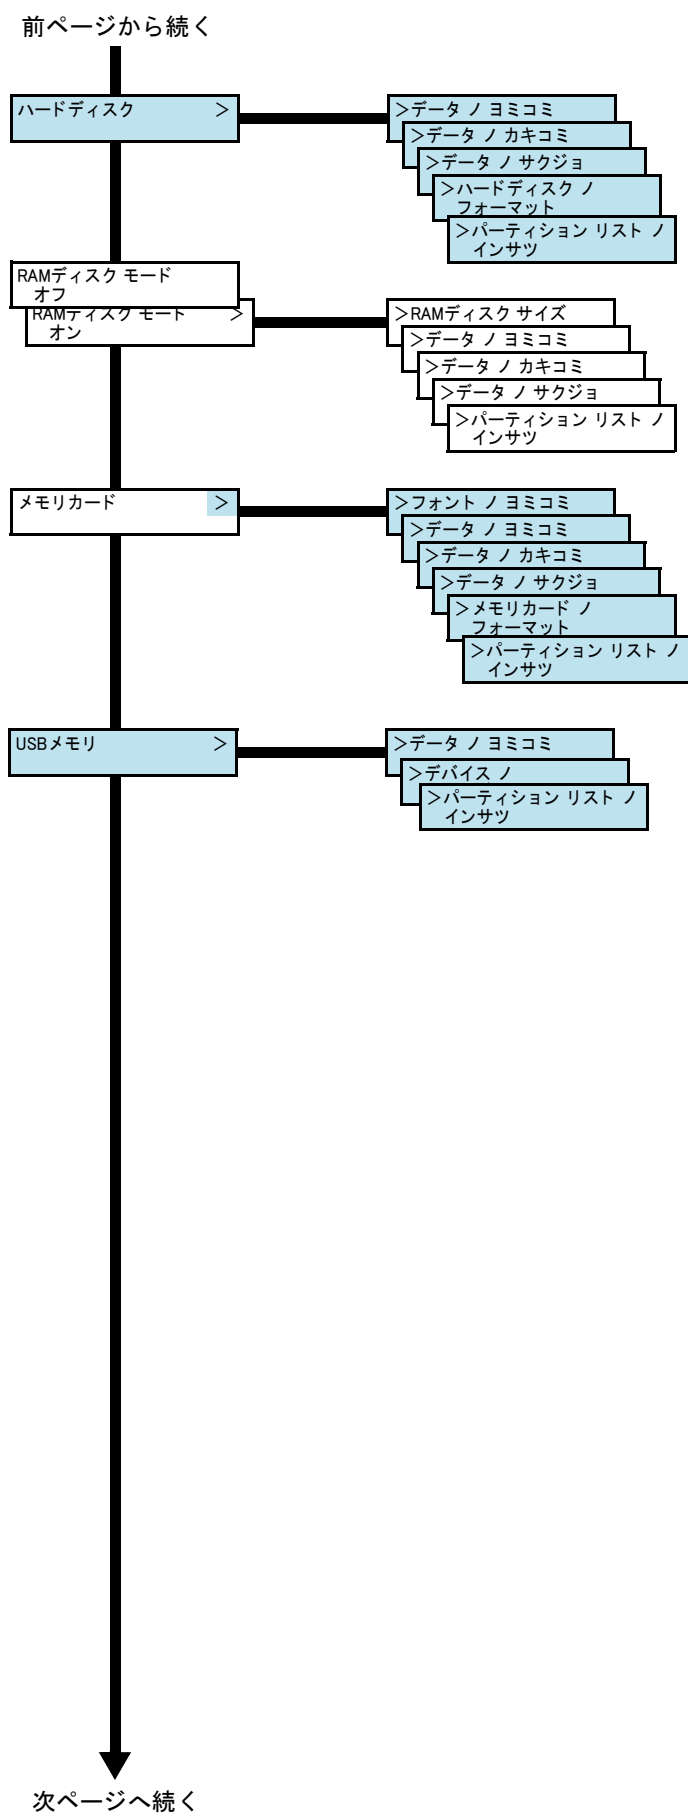 前ページから続く
ハードディスク >
>データ ノ ヨミコミ
>データ ノ カキコミ
>データ ノ サクジョ
>ハードディスク ノ
フォーマット
>パーティション リスト ノ
インサツ
RAMディスク モード
オフ
RAMディスク モード >
オン
>RAMディスク サイズ
>データ ノ ヨミコミ
>データ ノ カキコミ
>データ ノ サクジョ
>パーティション リスト ノ
インサツ
メモリカード >
>フォント ノ ヨミコミ
>データ ノ ヨミコミ
>データ ノ カキコミ
>データ ノ サクジョ
>メモリカード ノ
フォーマット
>パーティション リスト ノ
インサツ
USBメモリ >
>データ ノ ヨミコミ
>デバイス ノ
>パーティション リスト ノ
インサツ
次ページへ続く